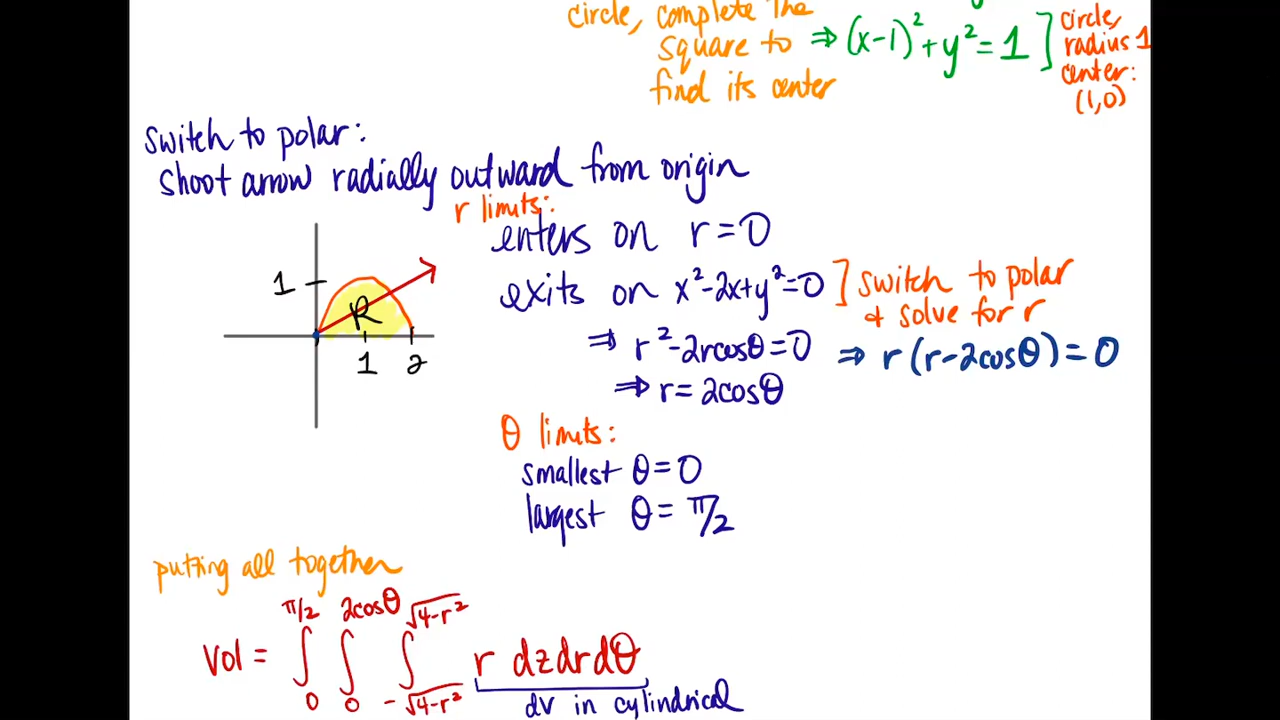 circle, complete the
square to
find its center
⇒ (x-1)² + y² = 1 ]
circle,
radius 1
center:
(1,0)
switch to polar:
shoot arrow radially outward from origin
r limits:
enters on r = 0
exits on x²-2x+y²=0 ] switch to polar
& solve for r
⇒ r²-2rcosθ=0 ⇒ r(r-2cosθ)=0
⇒ r= 2cosθ
1
R
1 2
θ limits:
smallest θ=0
largest θ= π/2
putting all together
Vol = ∫₀^{π/2} ∫₀^{2cosθ} ∫_{-√4-r²}^{√4-r²} r dzdrdθ
dV in cylindrical